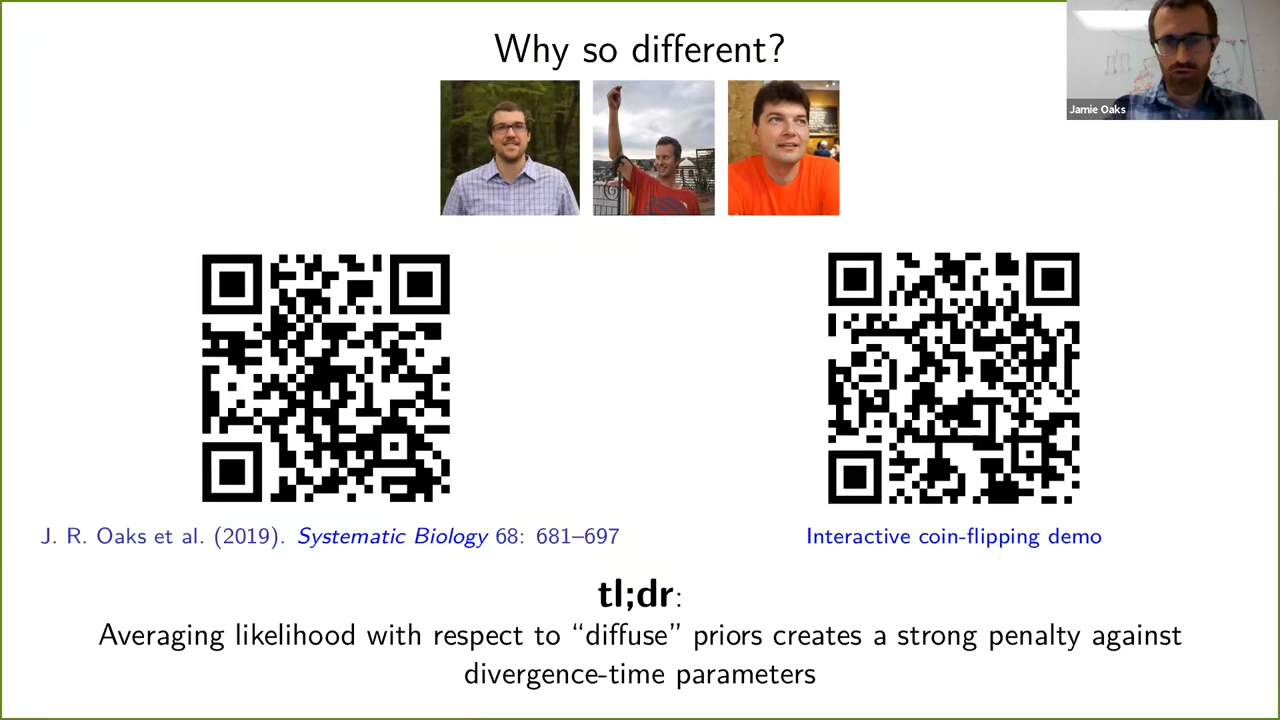 Why so different?
Jamie Oaks
J. R. Oaks et al. (2019). Systematic Biology 68: 681–697
Interactive coin-flipping demo
tl;dr:
Averaging likelihood with respect to “diffuse” priors creates a strong penalty against
divergence-time parameters